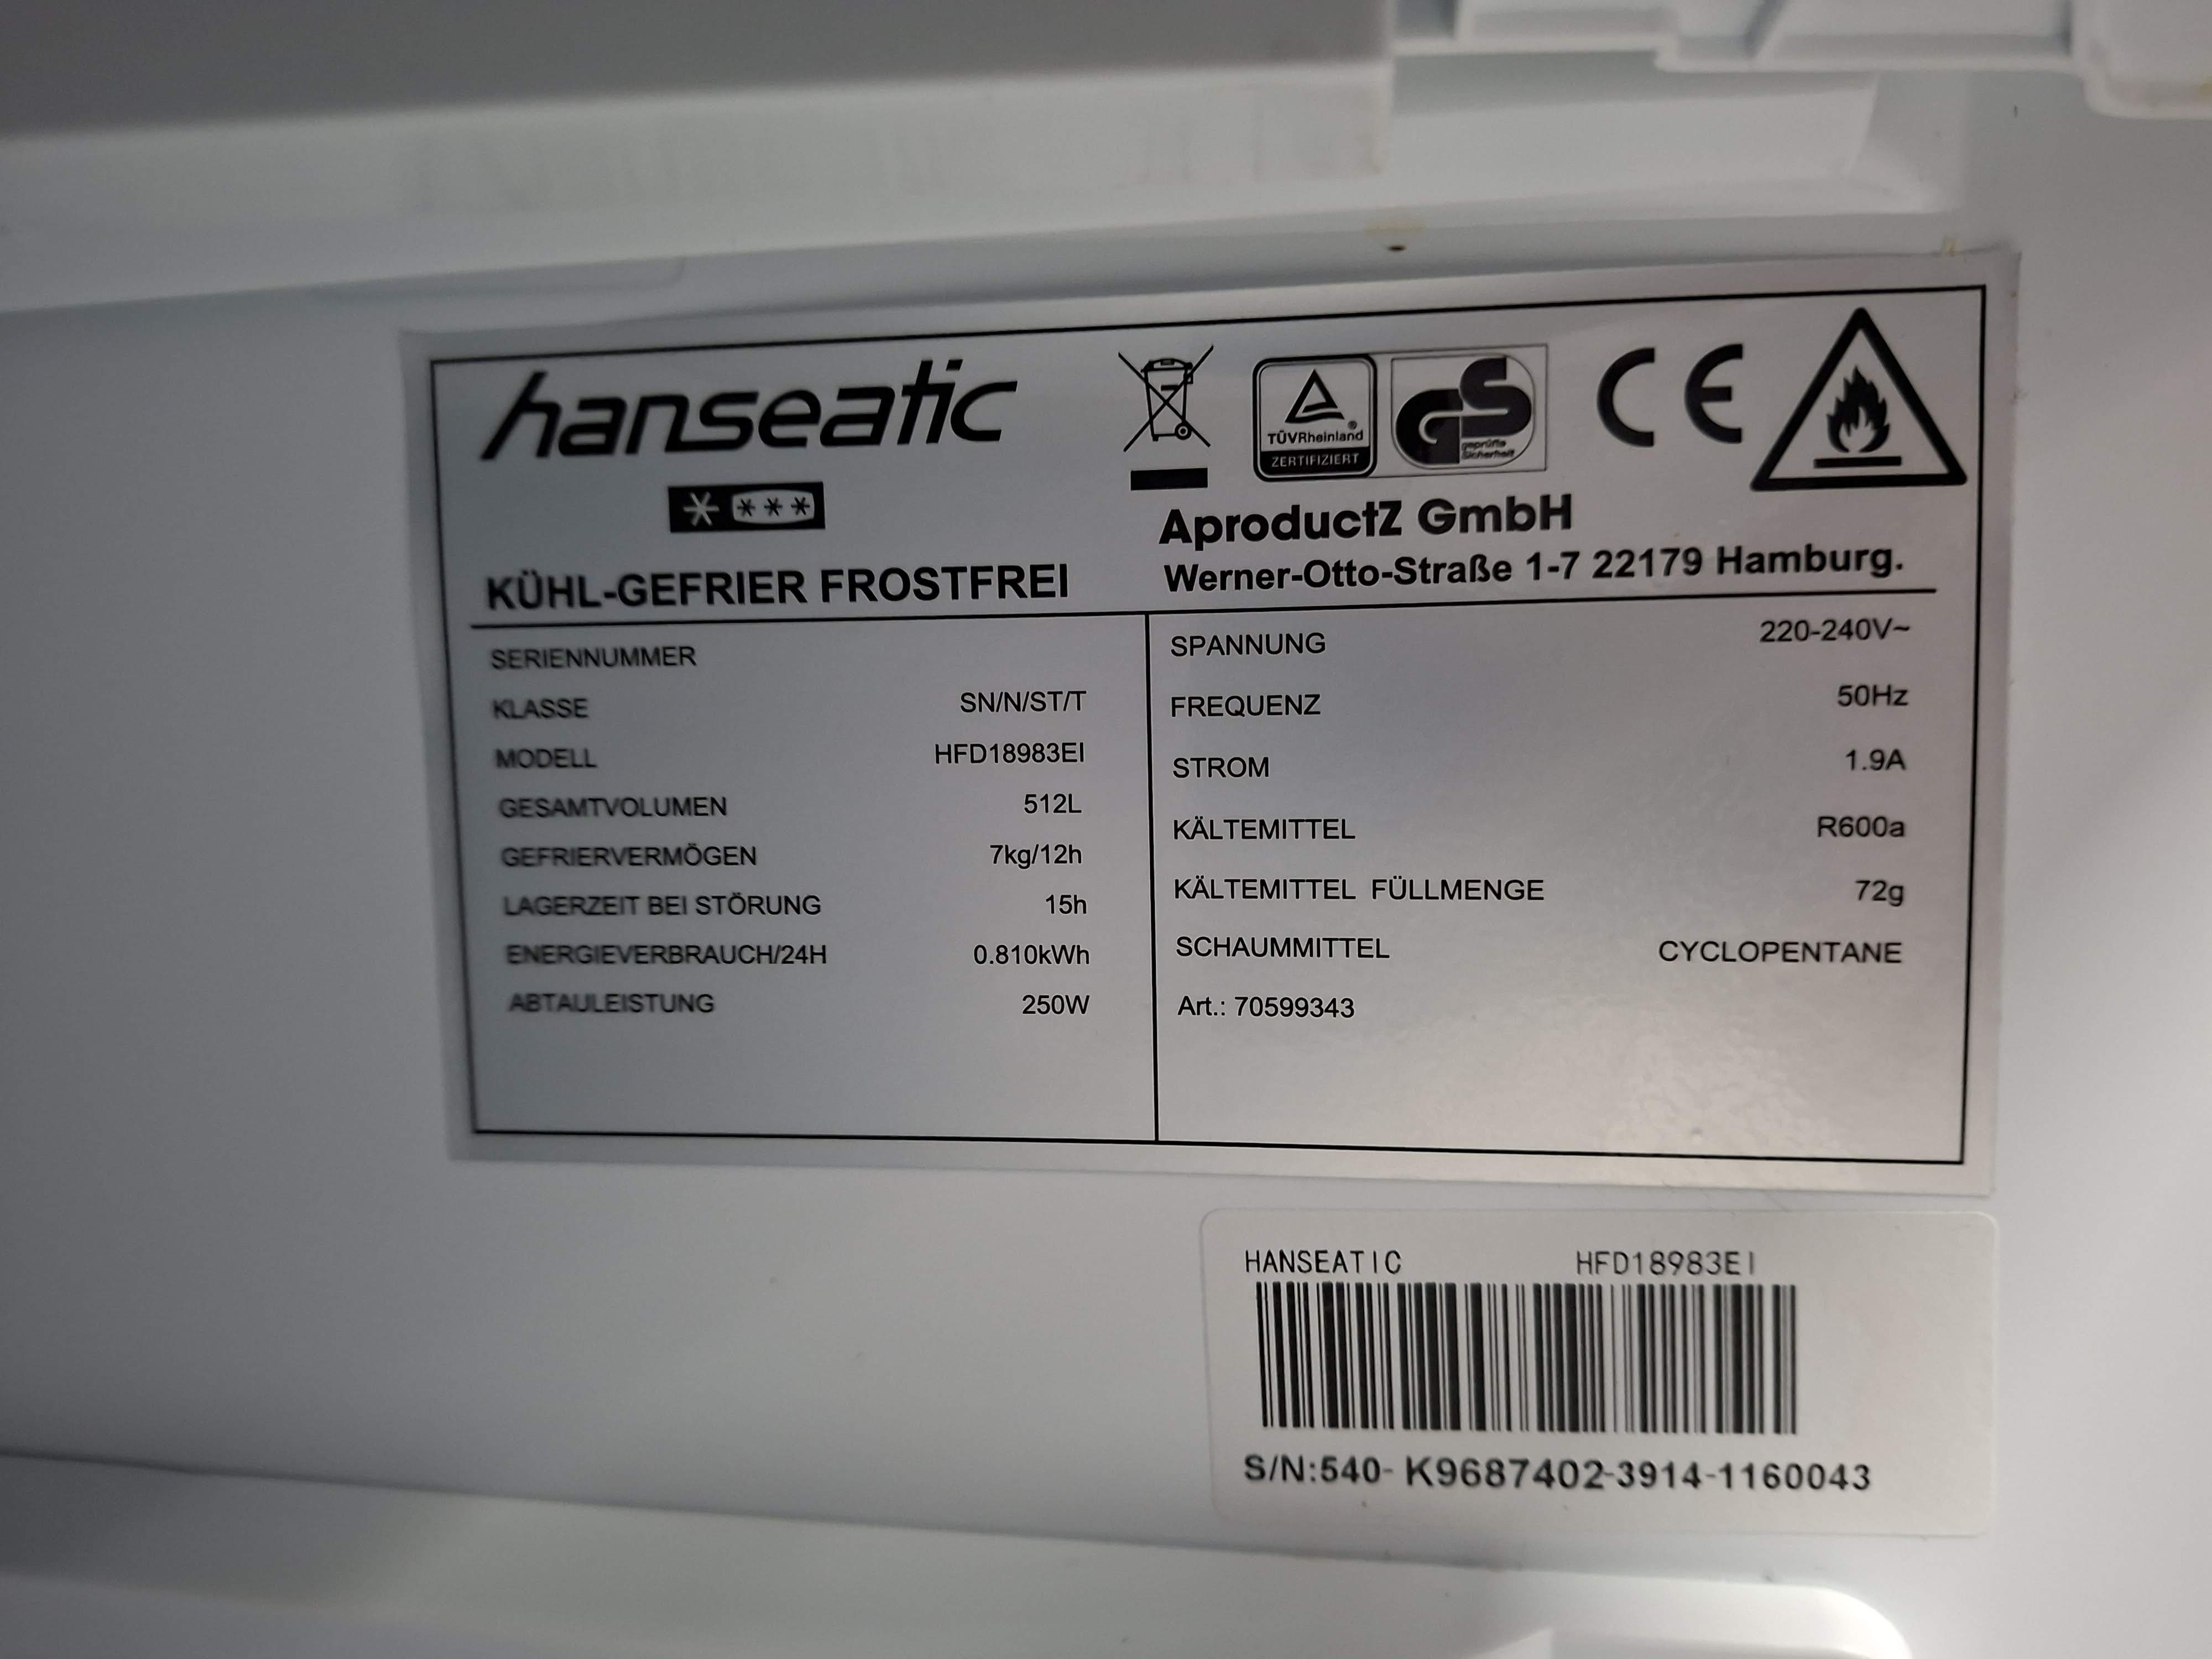 hanseatic
TÜVRheinland®
ZERTIFIZIERT
GS
geprüfte
Sicherheit
CE
AproductZ GmbH
KÜHL-GEFRIER FROSTFREI
Werner-Otto-Straße 1-7 22179 Hamburg.
SERIENNUMMER
KLASSE SN/N/ST/T
MODELL HFD18983EI
GESAMTVOLUMEN 512L
GEFRIERVERMÖGEN 7kg/12h
LAGERZEIT BEI STÖRUNG 15h
ENERGIEVERBRAUCH/24H 0.810kWh
ABTAULEISTUNG 250W
SPANNUNG 220-240V~
FREQUENZ 50Hz
STROM 1.9A
KÄLTEMITTEL R600a
KÄLTEMITTEL FÜLLMENGE 72g
SCHAUMMITTEL CYCLOPENTANE
Art.: 70599343
HANSEATIC HFD18983EI
S/N:540- K9687402-3914-1160043